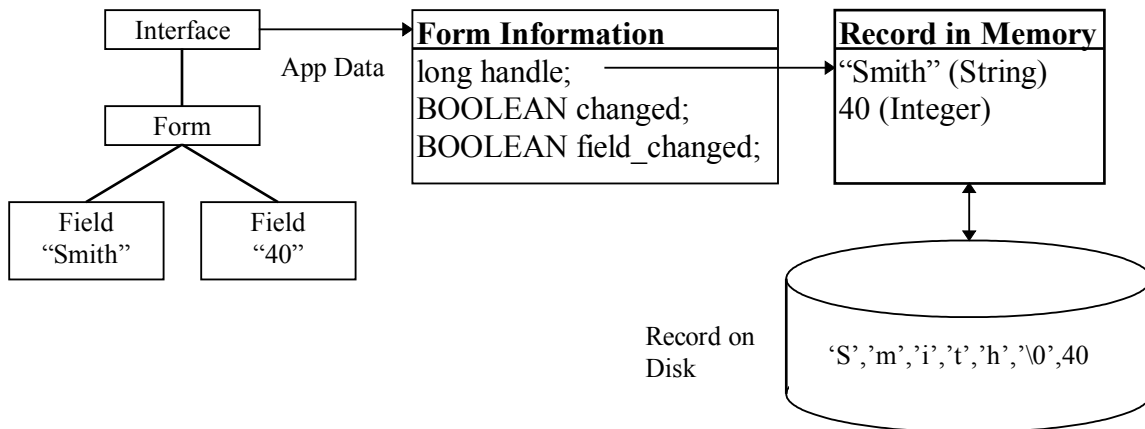 Interface
App Data
Form
Field
“Smith”
Field
“40”
Form Information
long handle;
BOOLEAN changed;
BOOLEAN field_changed;
Record in Memory
“Smith” (String)
40 (Integer)
Record on
Disk
‘S’,’m’,’i’,’t’,’h’,’\0’,40